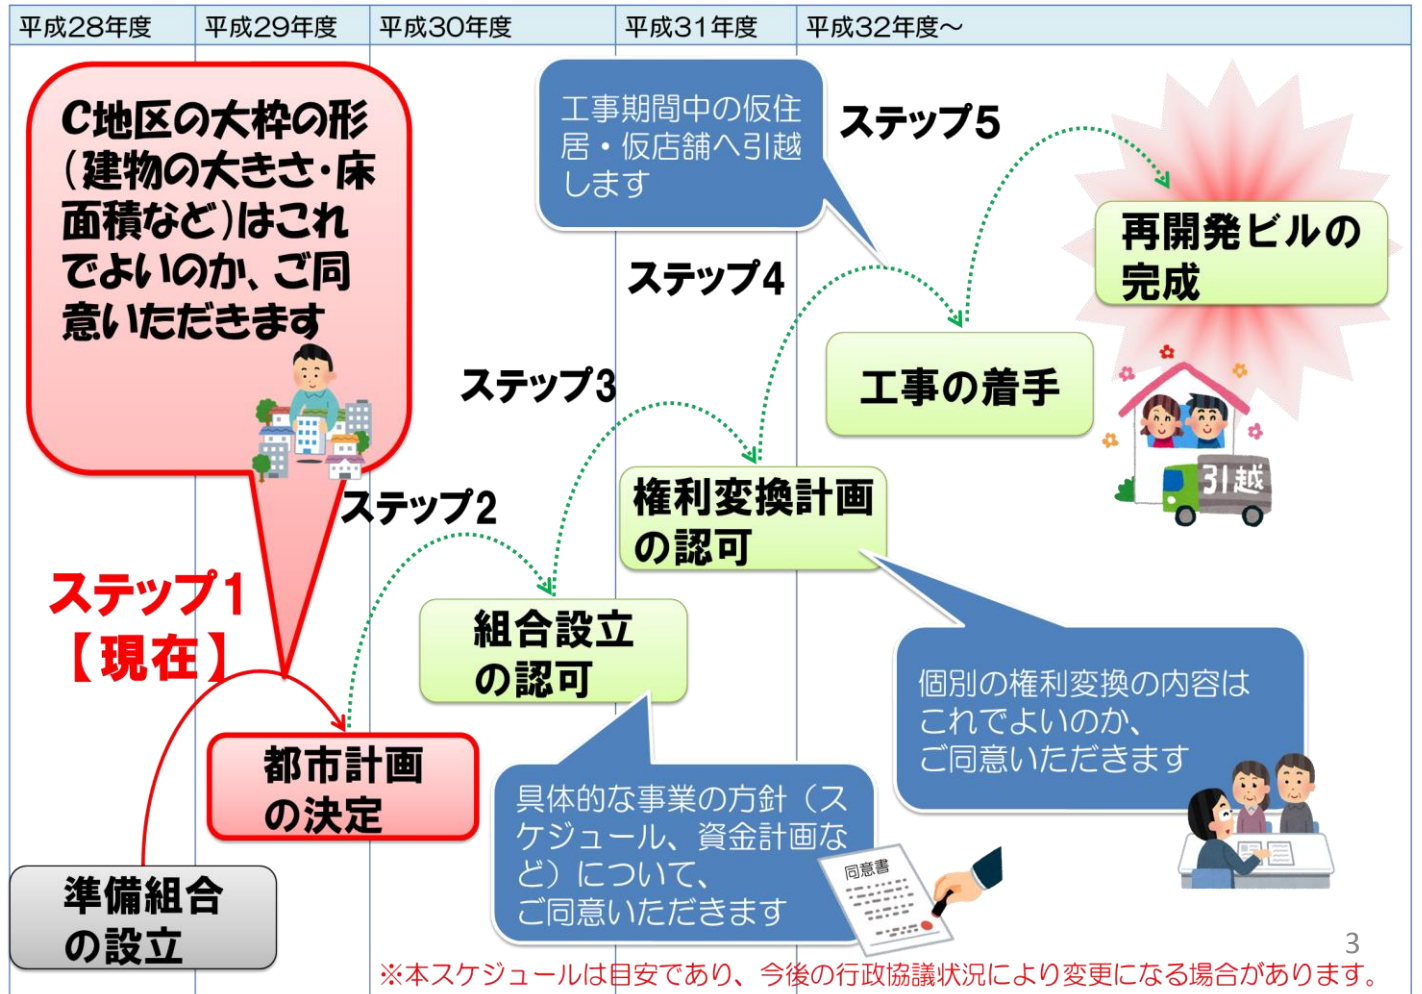 平成28年度
平成29年度
平成30年度
平成31年度
平成32年度～
C地区の大枠の形
（建物の大きさ・床
面積など）はこれ
でよいのか、ご同
意いただきます
工事期間中の仮住
居・仮店舗へ引越
します
ステップ5
再開発ビルの
完成
ステップ4
工事の着手
引越
ステップ3
権利変換計画
の認可
ステップ2
組合設立
の認可
ステップ1
【現在】
個別の権利変換の内容は
これでよいのか、
ご同意いただきます
都市計画
の決定
具体的な事業の方針（ス
ケジュール、資金計画な
ど）について、
ご同意いただきます
同意書
準備組合
の設立
3
※本スケジュールは目安であり、今後の行政協議状況により変更になる場合があります。